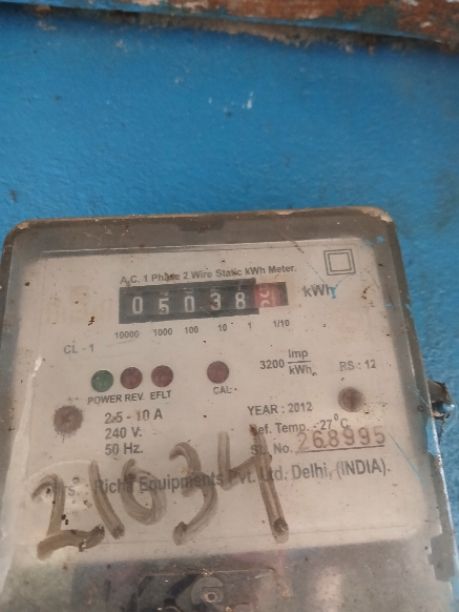 A.C. 1 Phase 2 Wire Static kWh Meter.
05038 kWh
10000 1000 100 10 1 1/10
CL - 1
3200 Imp/kWh
RS : 12
POWER REV. EFLT CAL.
2.5 - 10 A
240 V.
50 Hz.
YEAR : 2012
Ref. Temp. -27°C
Sr. No. 268995
Equipments Pvt. Ltd. Delhi, (INDIA).
21034